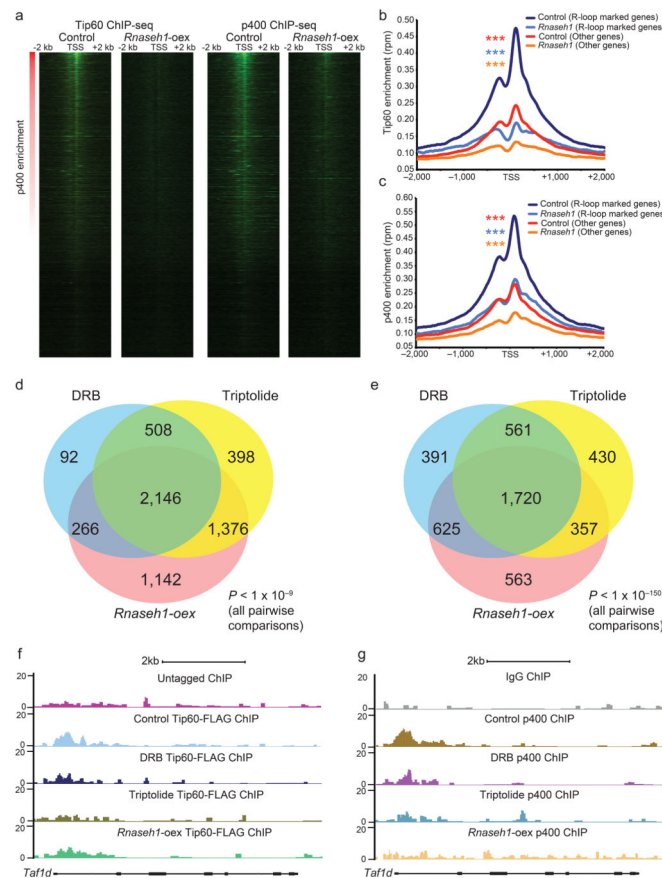 a
Tip60 ChIP-seq
p400 ChIP-seq
Control
Rnaseh1-oex
Control
Rnaseh1-oex
-2 kb TSS +2 kb
-2 kb TSS +2 kb
-2 kb TSS +2 kb
-2 kb TSS +2 kb
p400 enrichment
b
Control (R-loop marked genes)
Rnaseh1 (R-loop marked genes)
Control (Other genes)
Rnaseh1 (Other genes)
***
***
***
Tip60 enrichment (rpm)
0.50
0.45
0.40
0.35
0.30
0.25
0.20
0.15
0.10
0.05
−2,000 −1,000 TSS +1,000 +2,000
c
Control (R-loop marked genes)
Rnaseh1 (R-loop marked genes)
Control (Other genes)
Rnaseh1 (Other genes)
***
***
***
p400 enrichment (rpm)
0.60
0.55
0.50
0.45
0.40
0.35
0.30
0.25
0.20
0.15
0.10
0.05
−2,000 −1,000 TSS +1,000 +2,000
d
DRB
Triptolide
508
92
398
2,146
266
1,376
1,142
Rnaseh1-oex
P < 1 x 10⁻⁹
(all pairwise
comparisons)
e
DRB
Triptolide
561
391
430
1,720
625
357
563
Rnaseh1-oex
P < 1 x 10⁻¹⁵⁰
(all pairwise
comparisons)
f
2kb
20
Untagged ChIP
0
20
Control Tip60-FLAG ChIP
0
20
DRB Tip60-FLAG ChIP
0
20
Triptolide Tip60-FLAG ChIP
0
20
Rnaseh1-oex Tip60-FLAG ChIP
0
Taf1d
g
2kb
20
IgG ChIP
0
20
Control p400 ChIP
0
20
DRB p400 ChIP
0
20
Triptolide p400 ChIP
0
20
Rnaseh1-oex p400 ChIP
0
Taf1d